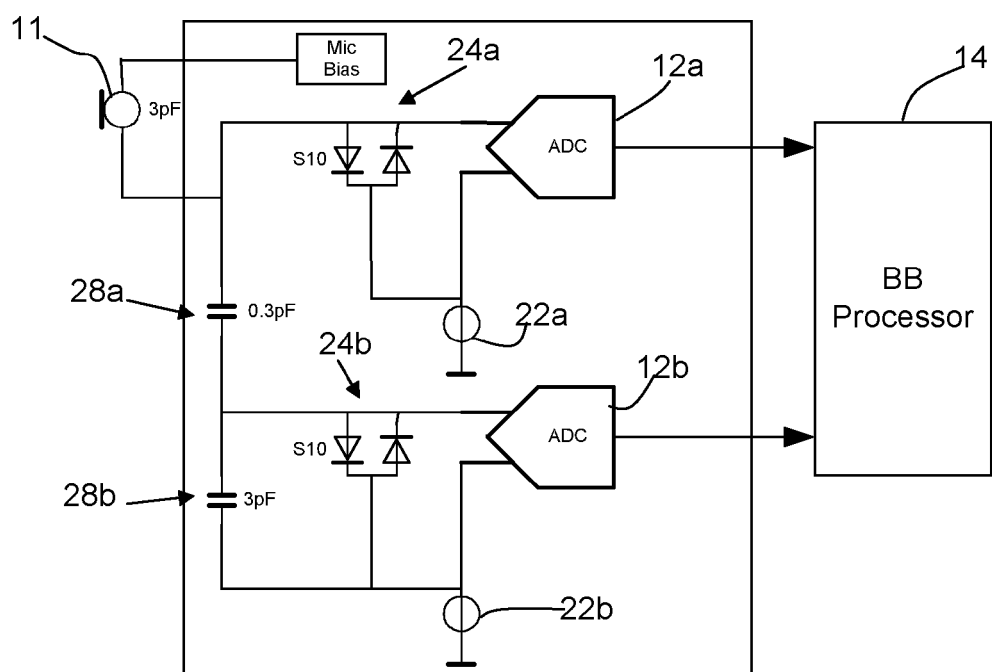 11
Mic
Bias
24a
12a
14
3pF
S10
ADC
BB
Processor
28a
0.3pF
22a
24b
12b
S10
ADC
28b
3pF
22b